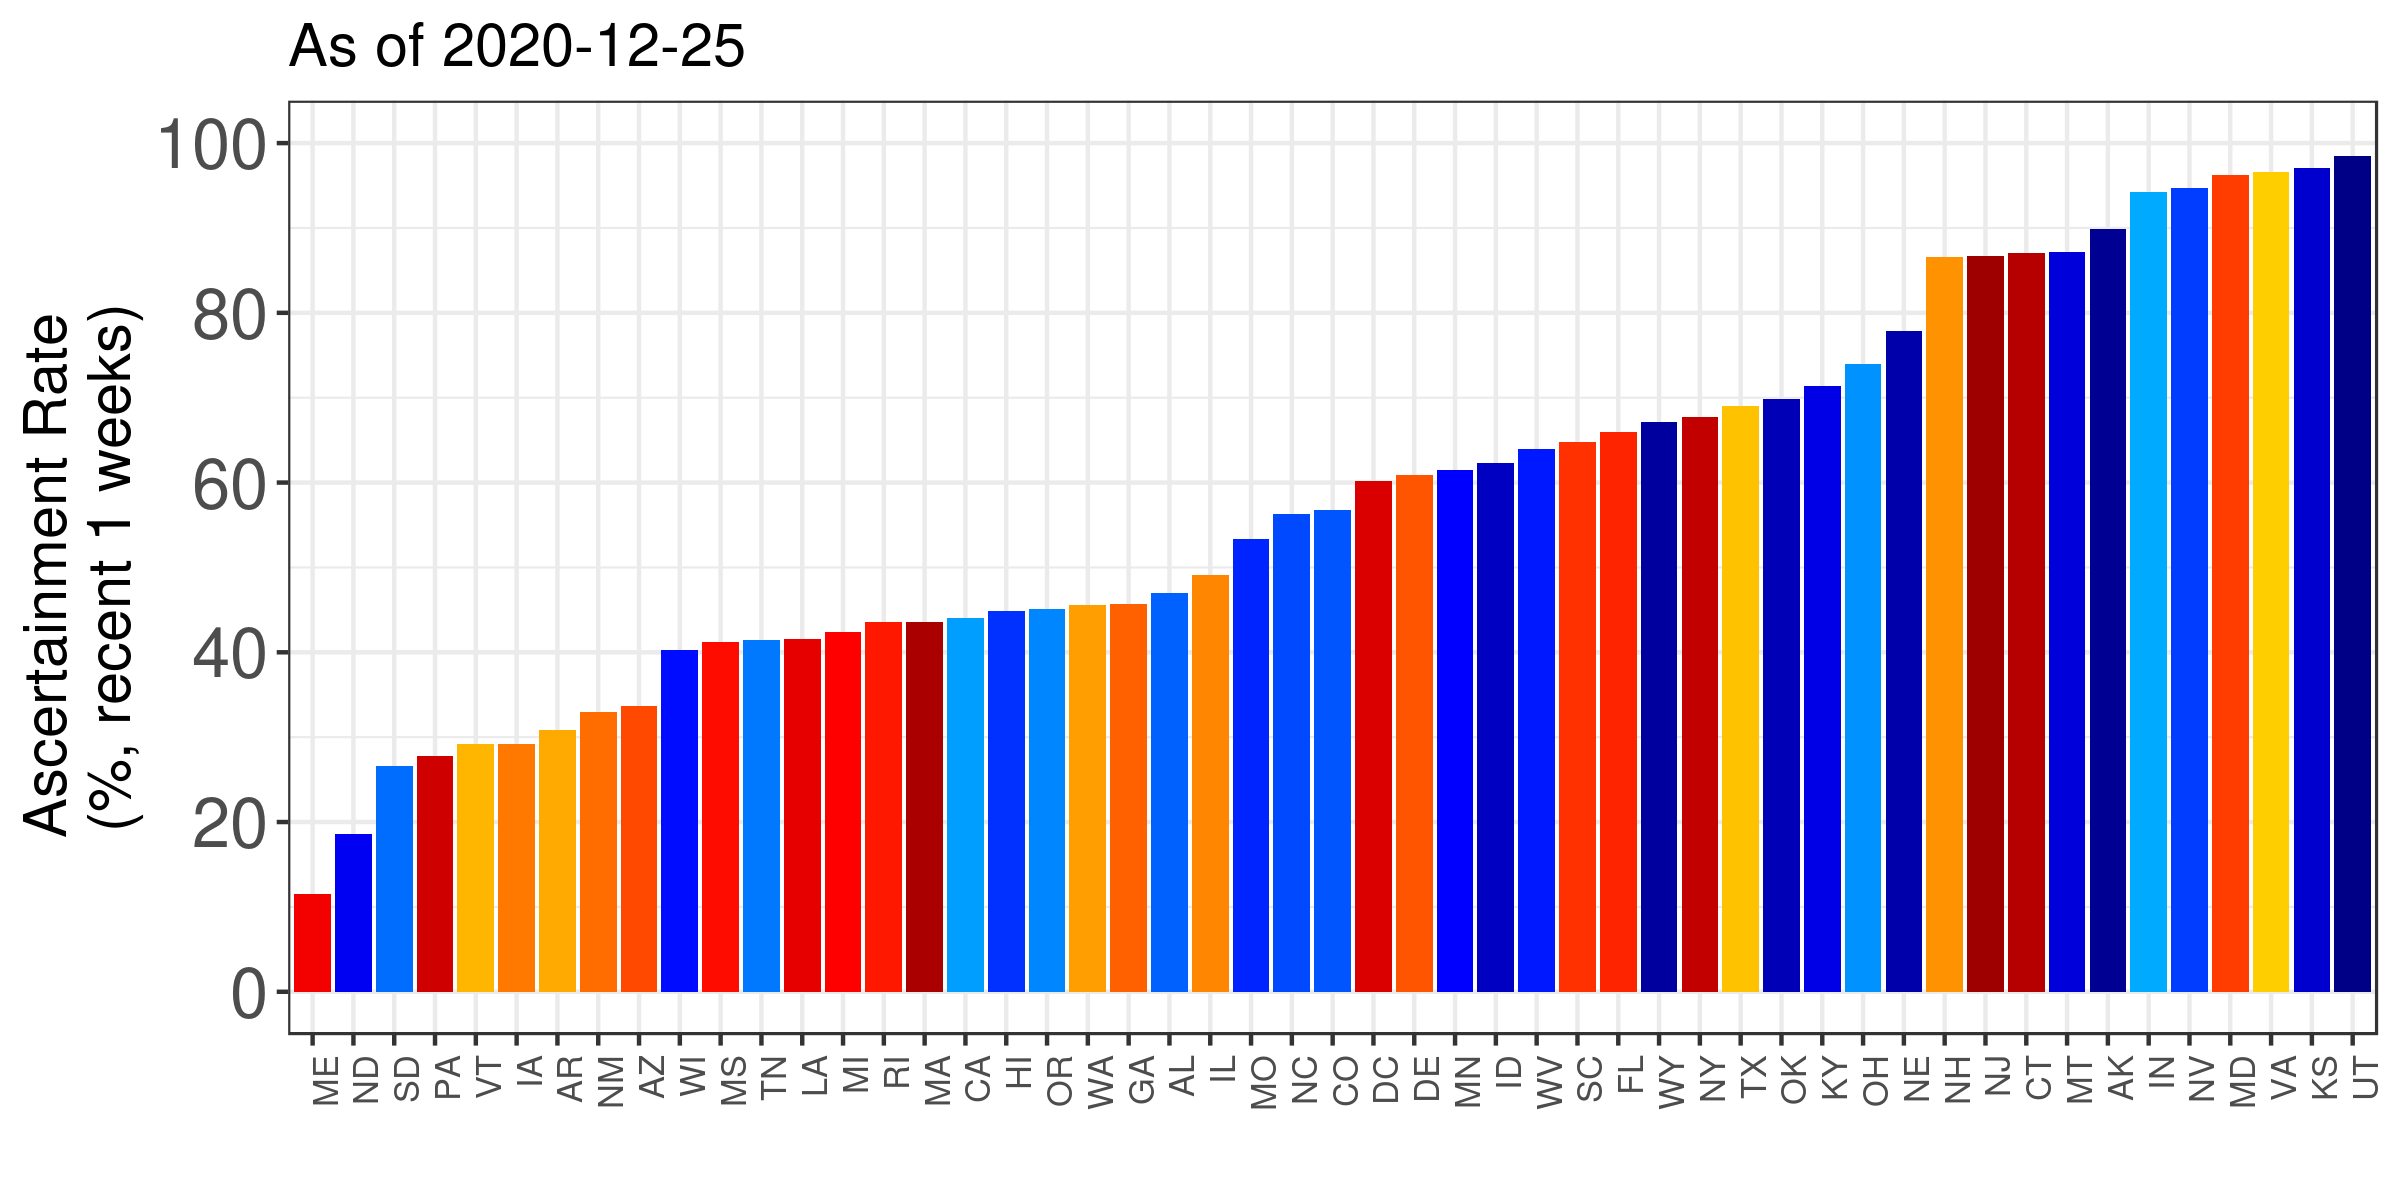 As of 2020-12-25
Ascertainment Rate
(%, recent 1 weeks)
100
80
60
40
20
0
ME ND SD PA VT IA AR NM AZ WI MS TN LA MI RI MA CA HI OR WA GA AL IL MO NC CO DC DE MN ID WV SC FL WY NY TX OK KY OH NE NH NJ CT MT AK IN NV MD VA KS UT